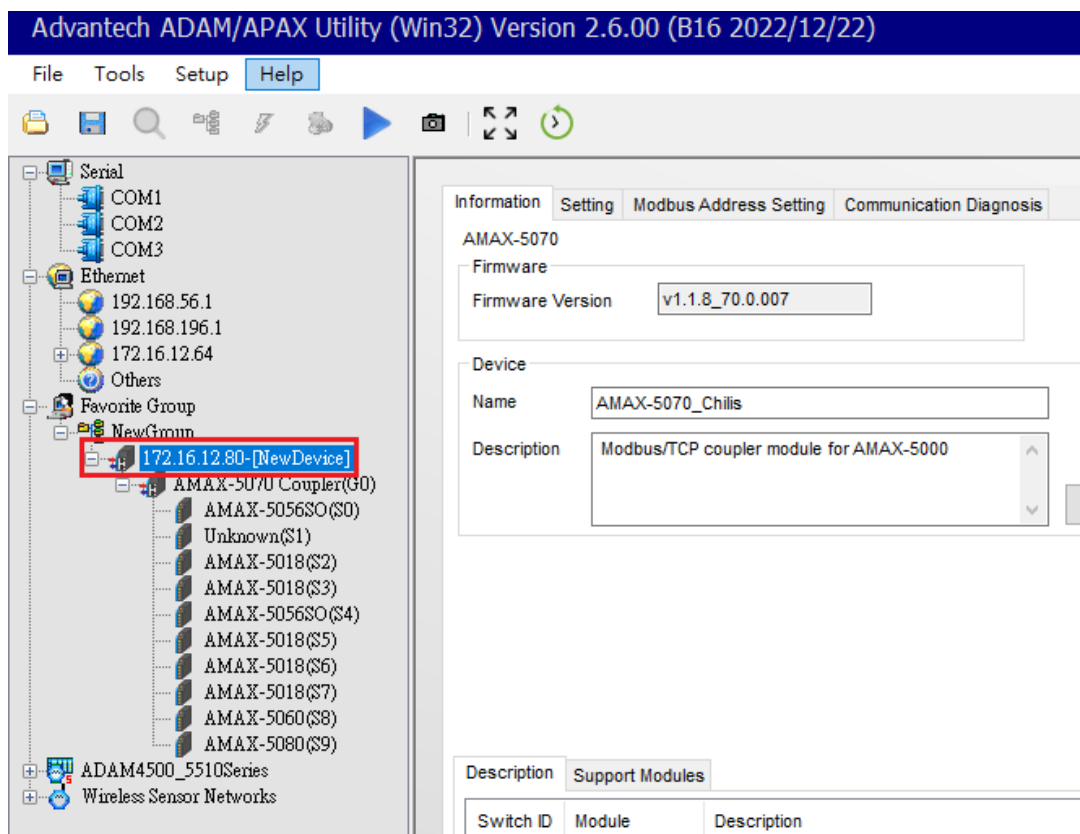 Advantech ADAM/APAX Utility (Win32) Version 2.6.00 (B16 2022/12/22)
File Tools Setup Help
Serial
COM1
COM2
COM3
Ethernet
192.168.56.1
192.168.196.1
172.16.12.64
Others
Favorite Group
NewGroup
172.16.12.80-[NewDevice]
AMAX-5070 Coupler(G0)
AMAX-5056SO(S0)
Unknown(S1)
AMAX-5018(S2)
AMAX-5018(S3)
AMAX-5056SO(S4)
AMAX-5018(S5)
AMAX-5018(S6)
AMAX-5018(S7)
AMAX-5060(S8)
AMAX-5080(S9)
ADAM4500_5510Series
Wireless Sensor Networks
Information Setting Modbus Address Setting Communication Diagnosis
AMAX-5070
Firmware
Firmware Version v1.1.8_70.0.007
Device
Name AMAX-5070_Chilis
Description Modbus/TCP coupler module for AMAX-5000
Description Support Modules
Switch ID Module Description